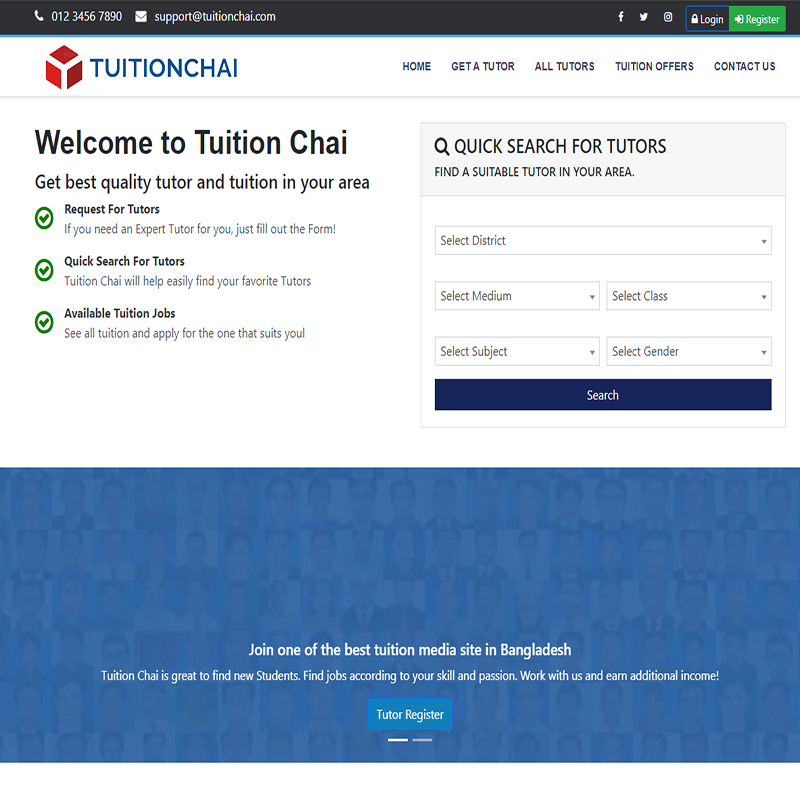 012 3456 7890 support@tuitionchai.com Login Register
TUITIONCHAI HOME GET A TUTOR ALL TUTORS TUITION OFFERS CONTACT US
Welcome to Tuition Chai
Get best quality tutor and tuition in your area
Request For Tutors
If you need an Expert Tutor for you, just fill out the Form!
Quick Search For Tutors
Tuition Chai will help easily find your favorite Tutors
Available Tuition Jobs
See all tuition and apply for the one that suits youl
QUICK SEARCH FOR TUTORS
FIND A SUITABLE TUTOR IN YOUR AREA.
Select District
Select Medium Select Class
Select Subject Select Gender
Search
Join one of the best tuition media site in Bangladesh
Tuition Chai is great to find new Students. Find jobs according to your skill and passion. Work with us and earn additional income!
Tutor Register